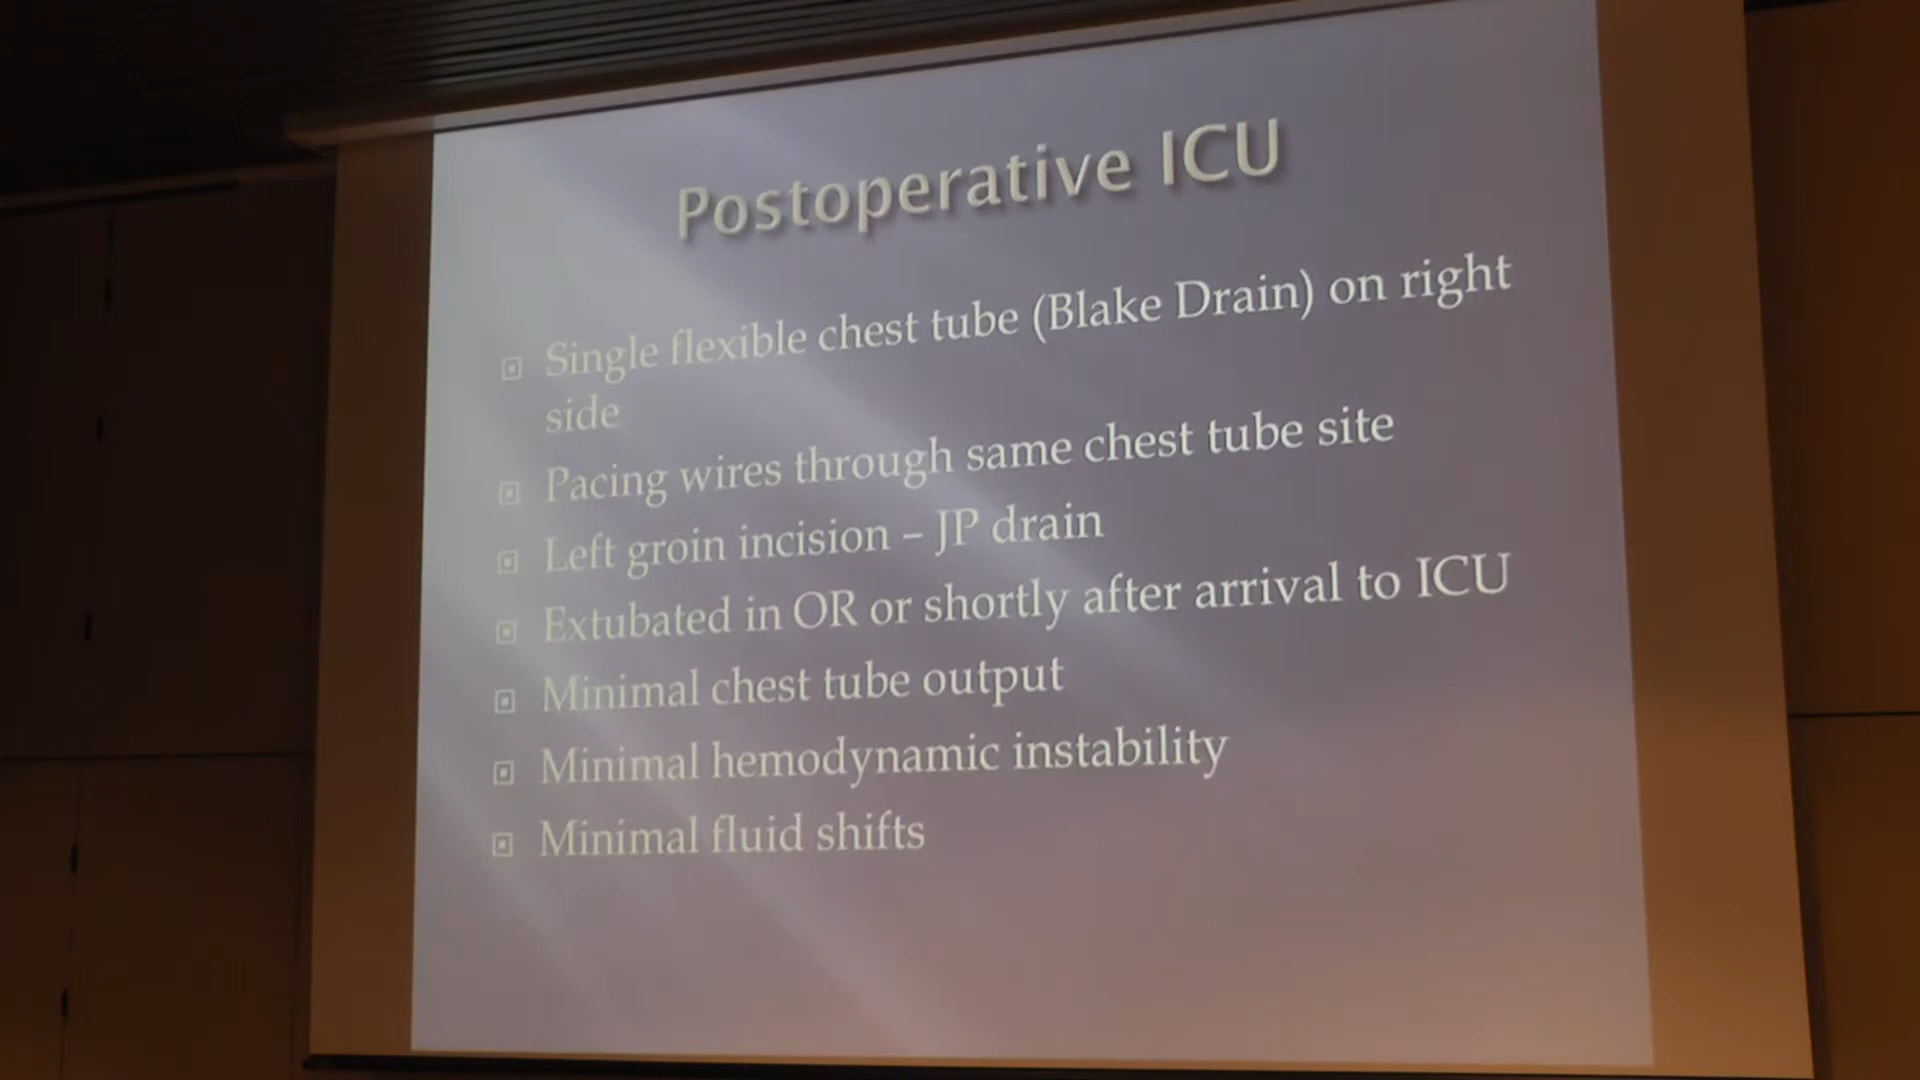 Postoperative ICU
Single flexible chest tube (Blake Drain) on right
side
Pacing wires through same chest tube site
Left groin incision – JP drain
Extubated in OR or shortly after arrival to ICU
Minimal chest tube output
Minimal hemodynamic instability
Minimal fluid shifts